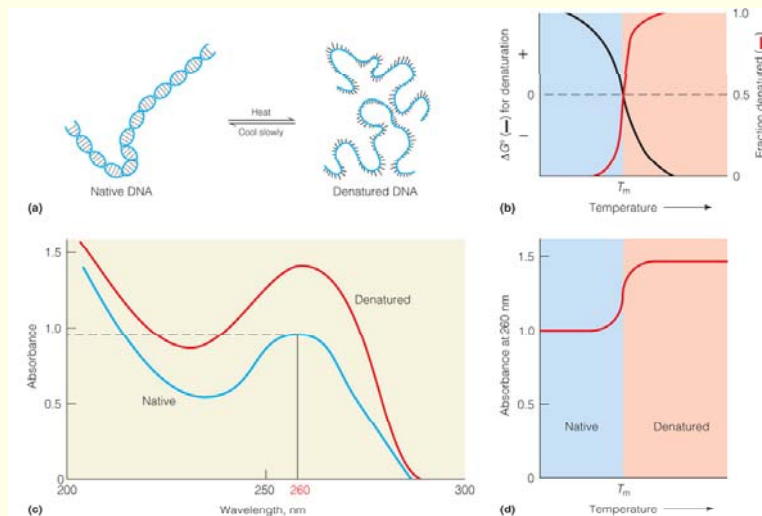 Heat
Cool slowly
Native DNA
Denatured DNA
(a)
+
0
−
ΔG° (━) for denaturation
1.0
0.5
0
Fraction denatured (
Tm
Temperature
(b)
1.5
1.0
0.5
0
Absorbance
Denatured
Native
200
250
260
300
Wavelength, nm
(c)
1.5
1.0
0.5
0
Absorbance at 260 nm
Native
Denatured
Tm
Temperature
(d)